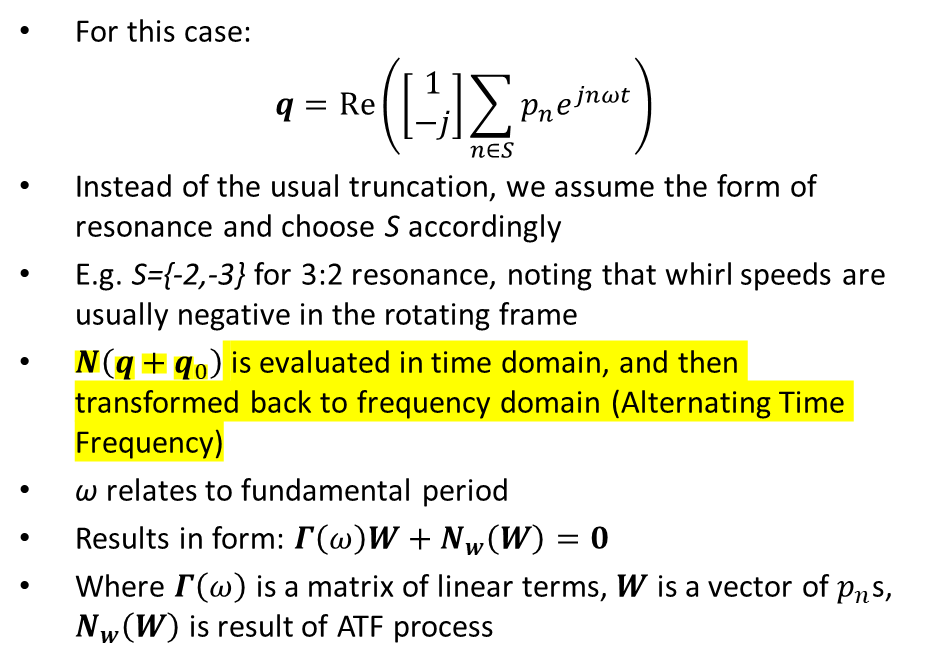 • For this case:
q = Re([1 −j] ∑n∈S pₙe^{jnωt})
• Instead of the usual truncation, we assume the form of
resonance and choose S accordingly
• E.g. S={-2,-3} for 3:2 resonance, noting that whirl speeds are
usually negative in the rotating frame
• N(q + q₀) is evaluated in time domain, and then
transformed back to frequency domain (Alternating Time
Frequency)
• ω relates to fundamental period
• Results in form: Γ(ω)W + N_w(W) = 0
• Where Γ(ω) is a matrix of linear terms, W is a vector of pₙs,
N_w(W) is result of ATF process